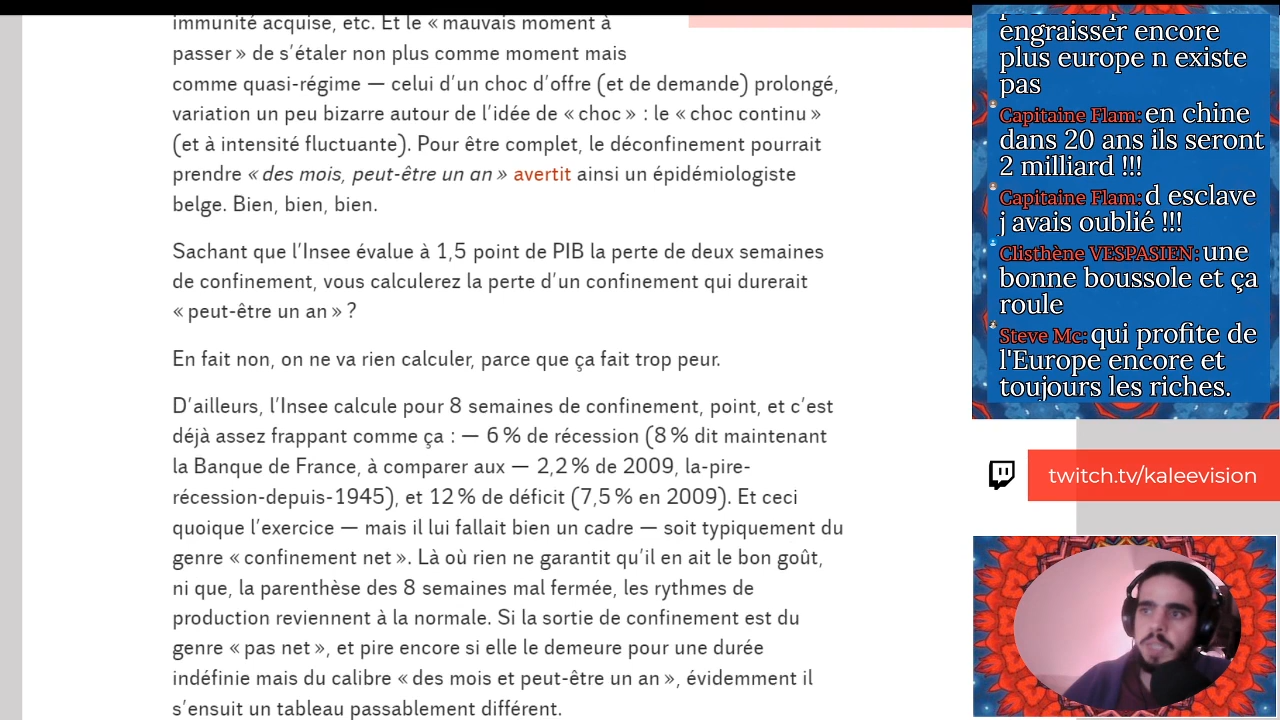 immunité acquise, etc. Et le « mauvais moment à
passer » de s’étaler non plus comme moment mais
comme quasi-régime — celui d’un choc d’offre (et de demande) prolongé,
variation un peu bizarre autour de l’idée de « choc » : le « choc continu »
(et à intensité fluctuante). Pour être complet, le déconfinement pourrait
prendre « des mois, peut-être un an » avertit ainsi un épidémiologiste
belge. Bien, bien, bien.
Sachant que l’Insee évalue à 1,5 point de PIB la perte de deux semaines
de confinement, vous calculerez la perte d’un confinement qui durerait
« peut-être un an » ?
En fait non, on ne va rien calculer, parce que ça fait trop peur.
D’ailleurs, l’Insee calcule pour 8 semaines de confinement, point, et c’est
déjà assez frappant comme ça : — 6 % de récession (8 % dit maintenant
la Banque de France, à comparer aux — 2,2 % de 2009, la-pire-
récession-depuis-1945), et 12 % de déficit (7,5 % en 2009). Et ceci
quoique l’exercice — mais il lui fallait bien un cadre — soit typiquement du
genre « confinement net ». Là où rien ne garantit qu’il en ait le bon goût,
ni que, la parenthèse des 8 semaines mal fermée, les rythmes de
production reviennent à la normale. Si la sortie de confinement est du
genre « pas net », et pire encore si elle le demeure pour une durée
indéfinie mais du calibre « des mois et peut-être un an », évidemment il
s’ensuit un tableau passablement différent.
engraisser encore
plus europe n existe
pas
Capitaine Flam: en chine
dans 20 ans ils seront
2 milliard !!!
Capitaine Flam: d esclave
j avais oublié !!!
Clisthène VESPASIEN: une
bonne boussole et ça
roule
Steve Mc: qui profite de
l'Europe encore et
toujours les riches.
twitch.tv/kaleevision